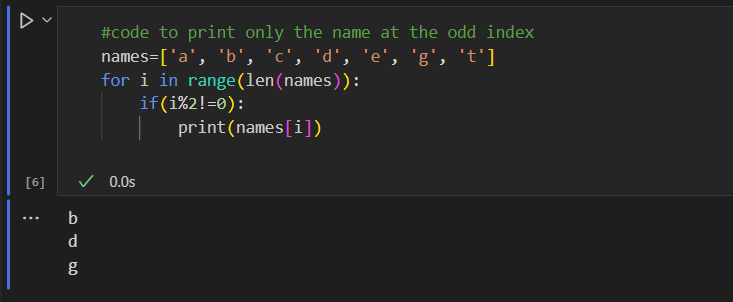 #code to print only the name at the odd index
names=['a', 'b', 'c', 'd', 'e', 'g', 't']
for i in range(len(names)):
    if(i%2!=0):
        print(names[i])
[6]
0.0s
...
b
d
g